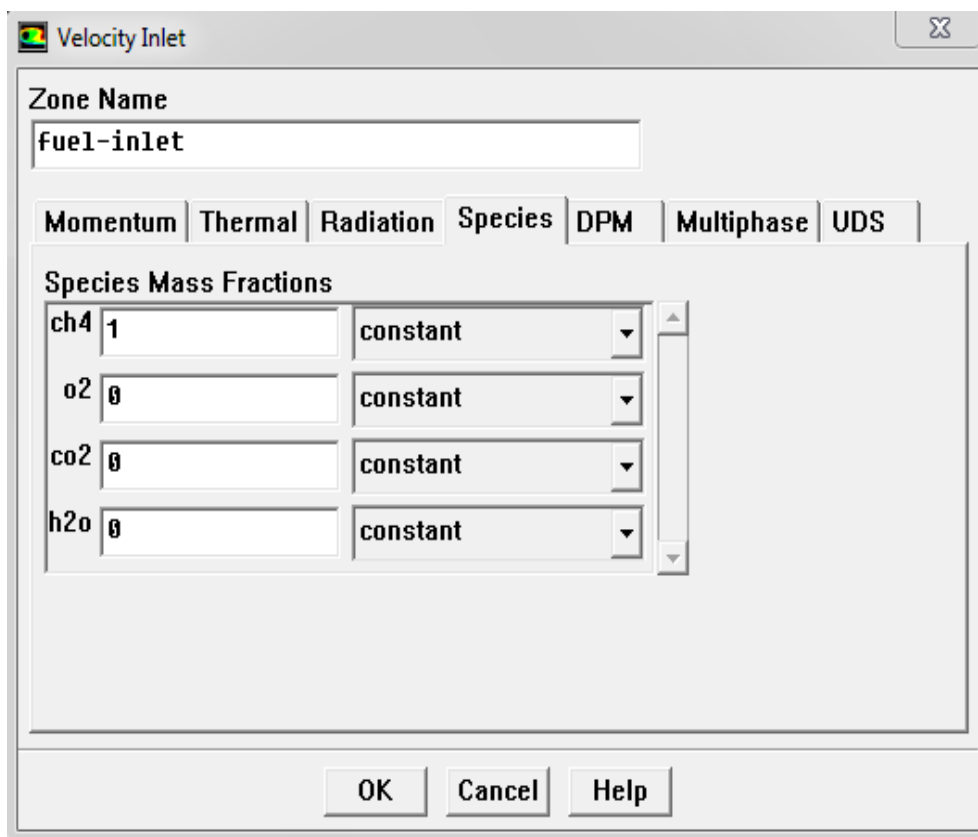 Velocity Inlet
Zone Name
fuel-inlet
Momentum Thermal Radiation Species DPM Multiphase UDS
Species Mass Fractions
ch4 1 constant
o2 0 constant
co2 0 constant
h2o 0 constant
OK Cancel Help